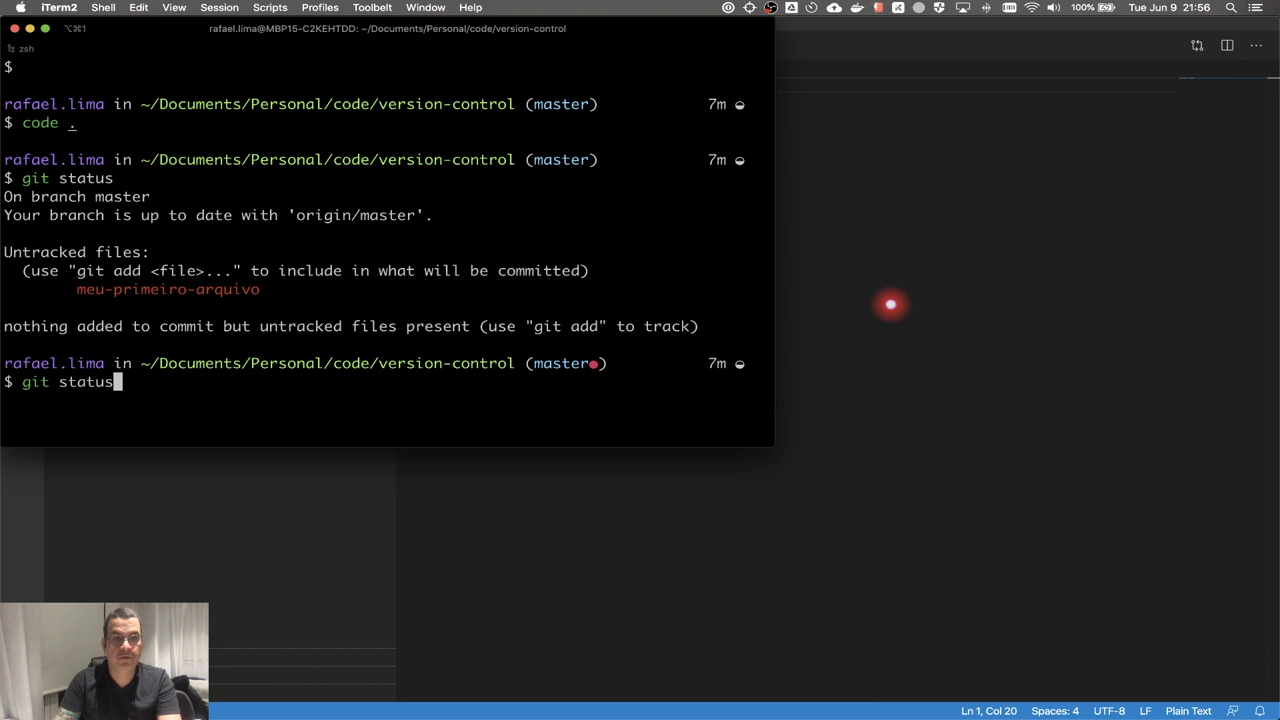 iTerm2 Shell Edit View Session Scripts Profiles Toolbelt Window Help 100% Tue Jun 9 21:56
⌥⌘1 rafael.lima@MBP15-C2KEHTDD: ~/Documents/Personal/code/version-control
zsh
$
rafael.lima in ~/Documents/Personal/code/version-control (master) 7m
$ code .
rafael.lima in ~/Documents/Personal/code/version-control (master) 7m
$ git status
On branch master
Your branch is up to date with 'origin/master'.
Untracked files:
(use "git add <file>..." to include in what will be committed)
meu-primeiro-arquivo
nothing added to commit but untracked files present (use "git add" to track)
rafael.lima in ~/Documents/Personal/code/version-control (master●) 7m
$ git status
Ln 1, Col 20 Spaces: 4 UTF-8 LF Plain Text